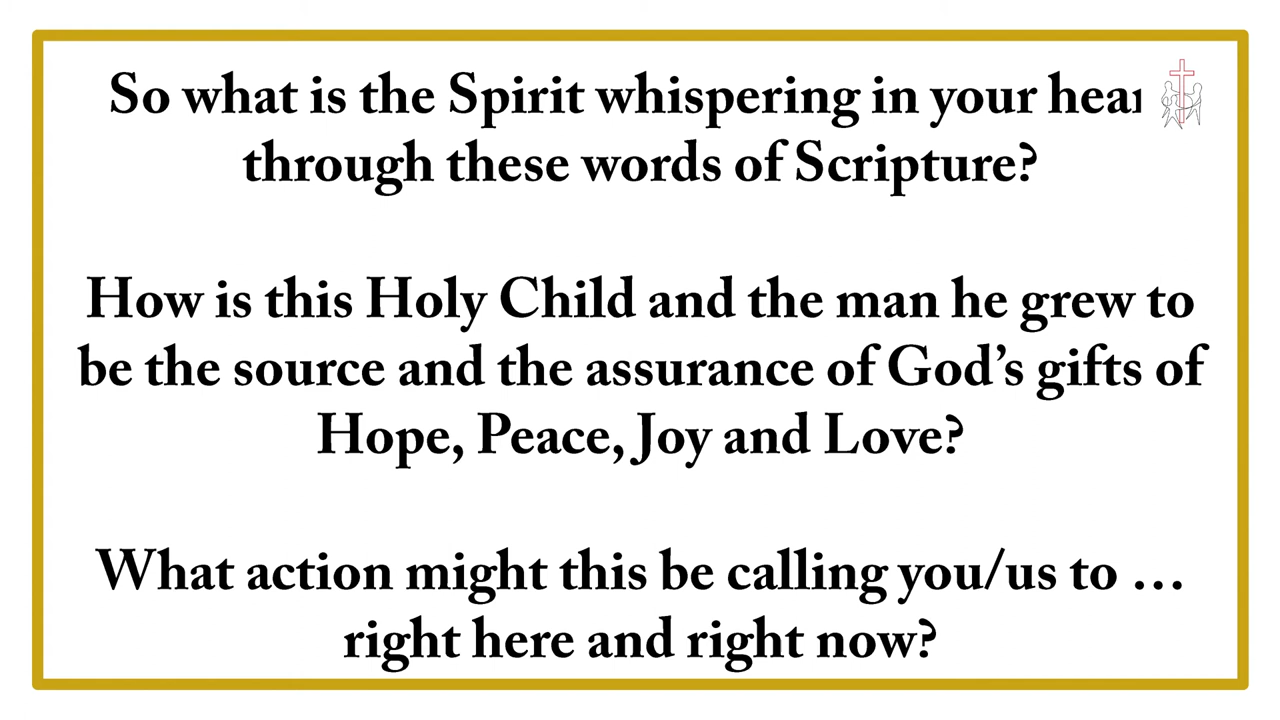 So what is the Spirit whispering in your hear
through these words of Scripture?
How is this Holy Child and the man he grew to
be the source and the assurance of God’s gifts of
Hope, Peace, Joy and Love?
What action might this be calling you/us to …
right here and right now?